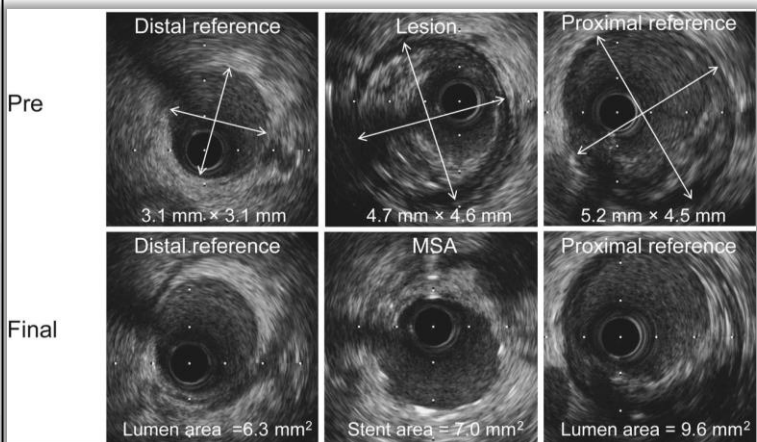 Distal reference
Lesion
Proximal reference
Pre
3.1 mm × 3.1 mm
4.7 mm × 4.6 mm
5.2 mm × 4.5 mm
Distal reference
MSA
Proximal reference
Final
Lumen area =6.3 mm²
Stent area = 7.0 mm²
Lumen area = 9.6 mm²